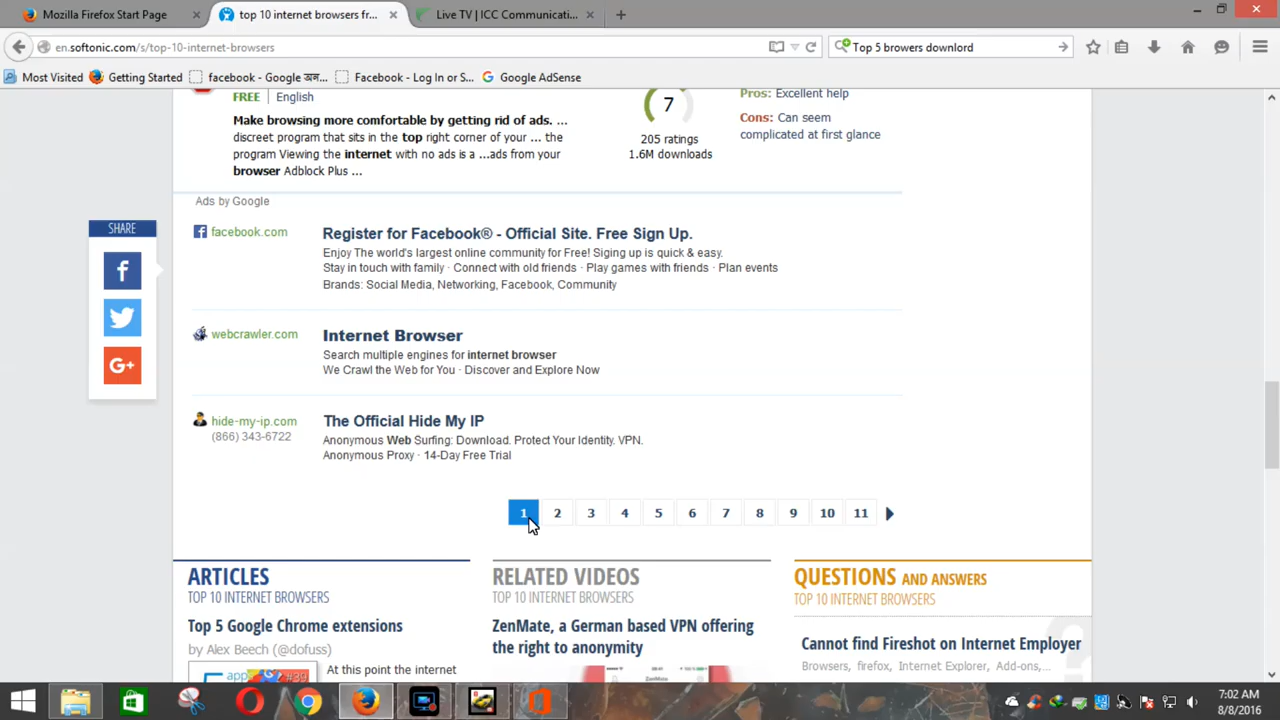 Mozilla Firefox Start Page
top 10 internet browsers fr...
Live TV | ICC Communicati...
en.softonic.com/s/top-10-internet-browsers
Top 5 browers downlord
Most Visited
Getting Started
facebook - Google अल...
Facebook - Log In or S...
Google AdSense
FREE
English
Make browsing more comfortable by getting rid of ads. ...
discreet program that sits in the top right corner of your ... the
program Viewing the internet with no ads is a ...ads from your
browser Adblock Plus ...
7
205 ratings
1.6M downloads
Pros: Excellent help
Cons: Can seem
complicated at first glance
Ads by Google
SHARE
facebook.com
Register for Facebook® - Official Site. Free Sign Up.
Enjoy The world's largest online community for Free! Siging up is quick & easy.
Stay in touch with family · Connect with old friends · Play games with friends · Plan events
Brands: Social Media, Networking, Facebook, Community
webcrawler.com
Internet Browser
Search multiple engines for internet browser
We Crawl the Web for You · Discover and Explore Now
hide-my-ip.com
(866) 343-6722
The Official Hide My IP
Anonymous Web Surfing: Download. Protect Your Identity. VPN.
Anonymous Proxy · 14-Day Free Trial
1 2 3 4 5 6 7 8 9 10 11
ARTICLES
TOP 10 INTERNET BROWSERS
Top 5 Google Chrome extensions
by Alex Beech (@dofuss)
app
#39
At this point the internet
RELATED VIDEOS
TOP 10 INTERNET BROWSERS
ZenMate, a German based VPN offering
the right to anonymity
ZenMate
QUESTIONS AND ANSWERS
TOP 10 INTERNET BROWSERS
Cannot find Fireshot on Internet Employer
Browsers, firefox, Internet Explorer, Add-ons,...
7:02 AM
8/8/2016